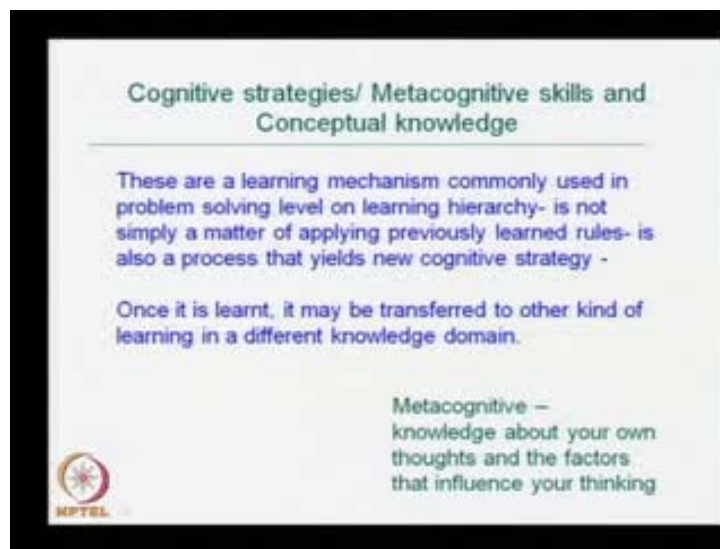 Cognitive strategies/ Metacognitive skills and
Conceptual knowledge
These are a learning mechanism commonly used in
problem solving level on learning hierarchy- is not
simply a matter of applying previously learned rules- is
also a process that yields new cognitive strategy -
Once it is learnt, it may be transferred to other kind of
learning in a different knowledge domain.
Metacognitive –
knowledge about your own
thoughts and the factors
that influence your thinking
NPTEL